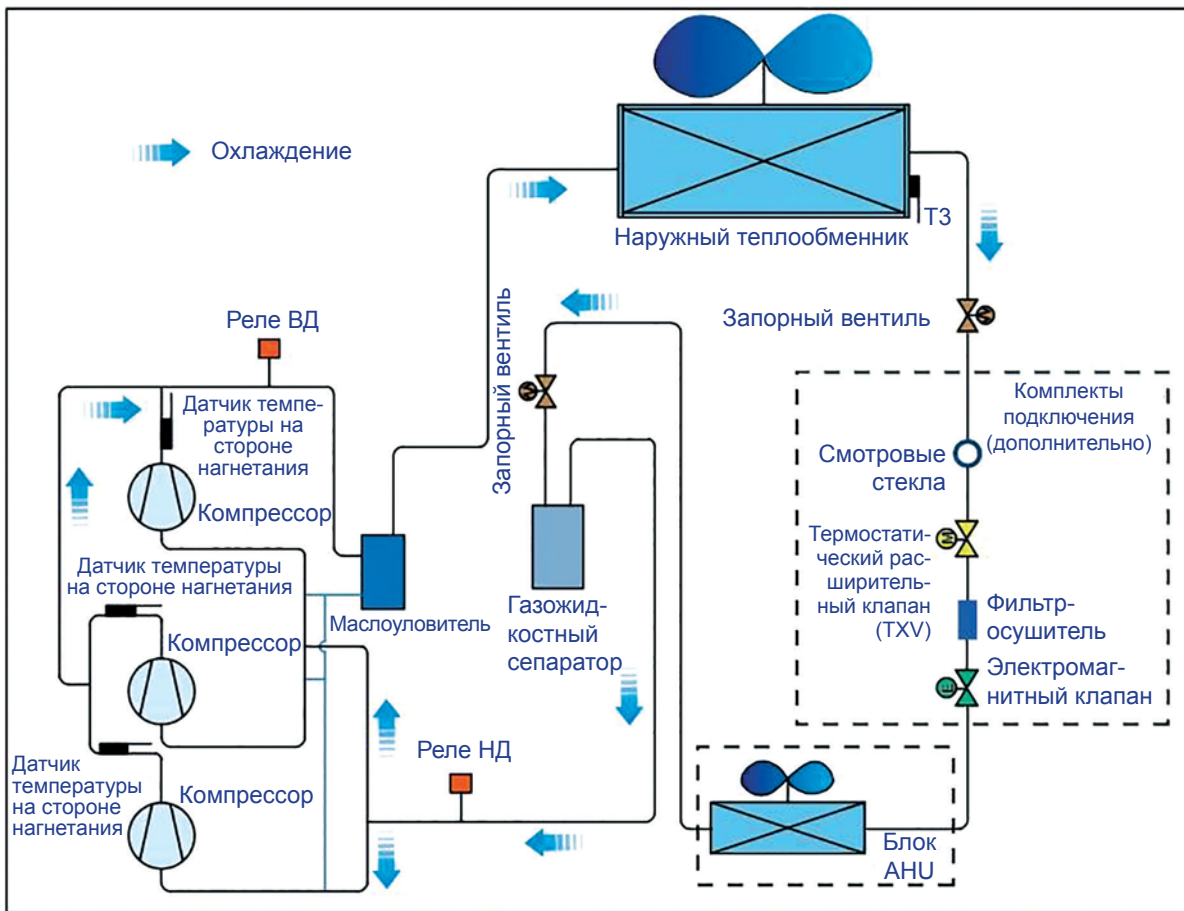 Охлаждение
Т3
Наружный теплообменник
Запорный вентиль
Реле ВД
Запорный вентиль
Датчик темпе-
ратуры на
стороне
нагнетания
Комплекты
подключения
(дополнительно)
Смотровые
стекла
Компрессор
Термостати-
ческий рас-
ширитель-
ный клапан
(TXV)
M
Датчик температуры
на стороне нагнетания
Маслоуловитель
Газожид-
костный
сепаратор
Фильтр-
осушитель
Компрессор
Электромаг-
нитный клапан
E
Реле НД
Датчик
температуры
на стороне
нагнетания
Компрессор
Блок
AHU